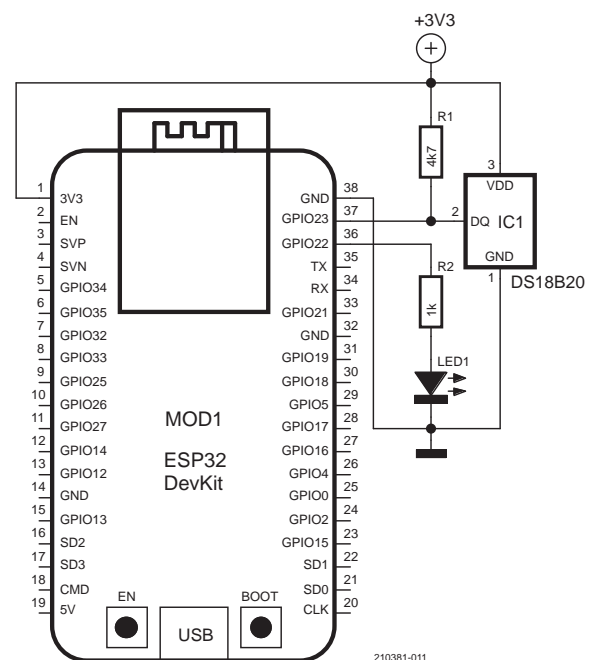 +3V3
R1
4k7
3
VDD
2
DQ
IC1
GND
1
DS18B20
R2
1k
LED1
1
3V3
2
EN
3
SVP
4
SVN
5
GPIO34
6
GPIO35
7
GPIO32
8
GPIO33
9
GPIO25
10
GPIO26
11
GPIO27
12
GPIO14
13
GPIO12
14
GND
15
GPIO13
16
SD2
17
SD3
18
CMD
19
5V
MOD1
ESP32
DevKit
GND
38
GPIO23
37
GPIO22
36
TX
35
RX
34
GPIO21
33
GND
32
GPIO19
31
GPIO18
30
GPIO5
29
GPIO17
28
GPIO16
27
GPIO4
26
GPIO0
25
GPIO2
24
GPIO15
23
SD1
22
SD0
21
CLK
20
EN
USB
BOOT
210381-011